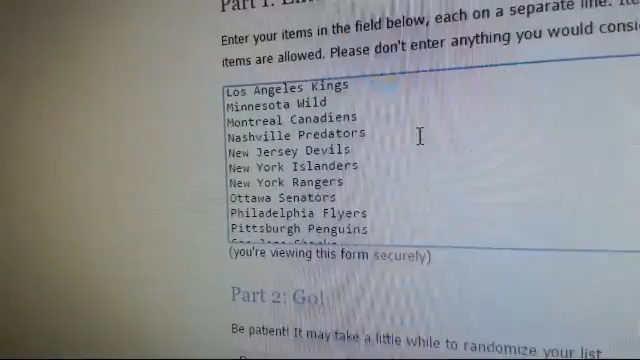 Part 1:
Enter your items in the field below, each on a separate line.
items are allowed. Please don't enter anything you would
Los Angeles Kings
Minnesota Wild
Montreal Canadiens
Nashville Predators
New Jersey Devils
New York Islanders
New York Rangers
Ottawa Senators
Philadelphia Flyers
Pittsburgh Penguins
(you're viewing this form securely)
Part 2: Go!
Be patient! It may take a little while to randomize your list